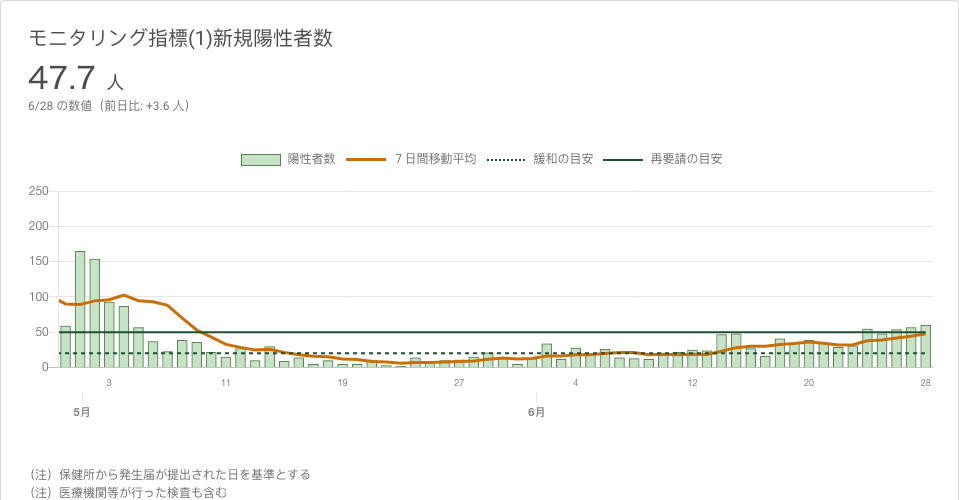 モニタリング指標(1)新規陽性者数
47.7 人
6/28 の数値（前日比: +3.6 人）
陽性者数 7 日間移動平均 緩和の目安 再要請の目安
250
200
150
100
50
0
3 11 19 27 4 12 20 28
5月 6月
（注）保健所から発生届が提出された日を基準とする
（注）医療機関等が行った検査も含む